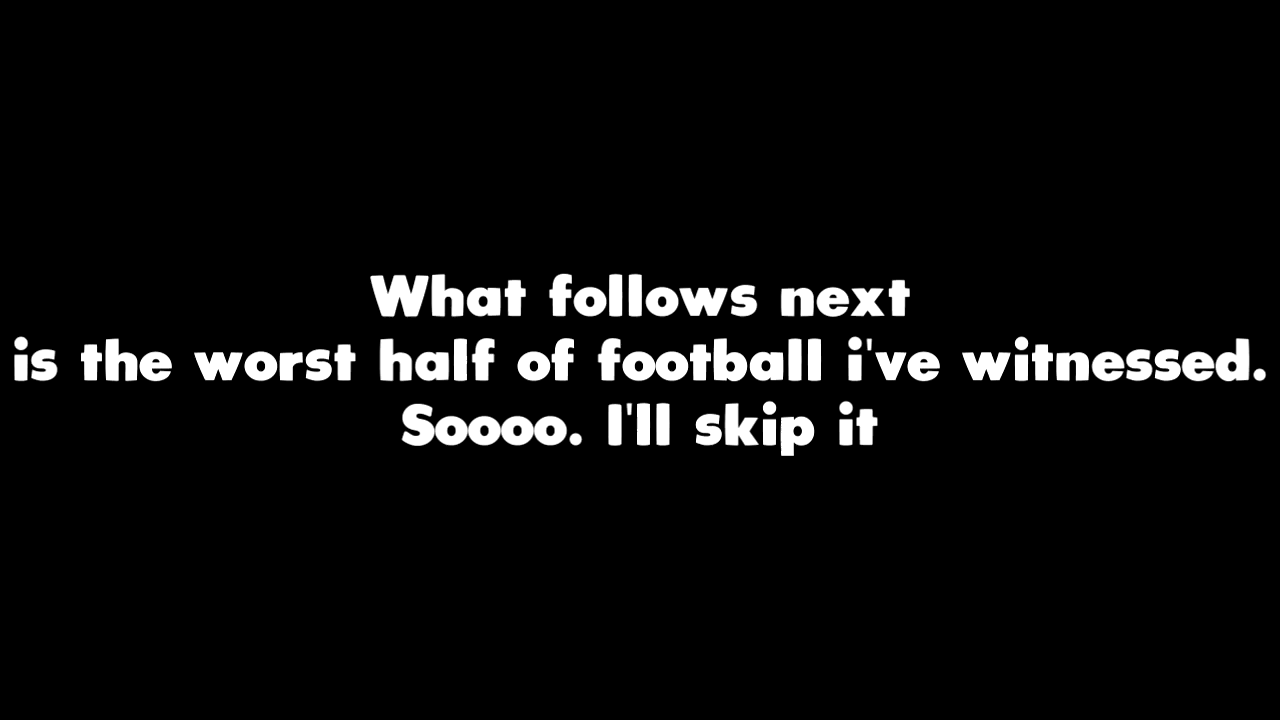 What follows next
is the worst half of football i've witnessed.
Soooo. I'll skip it